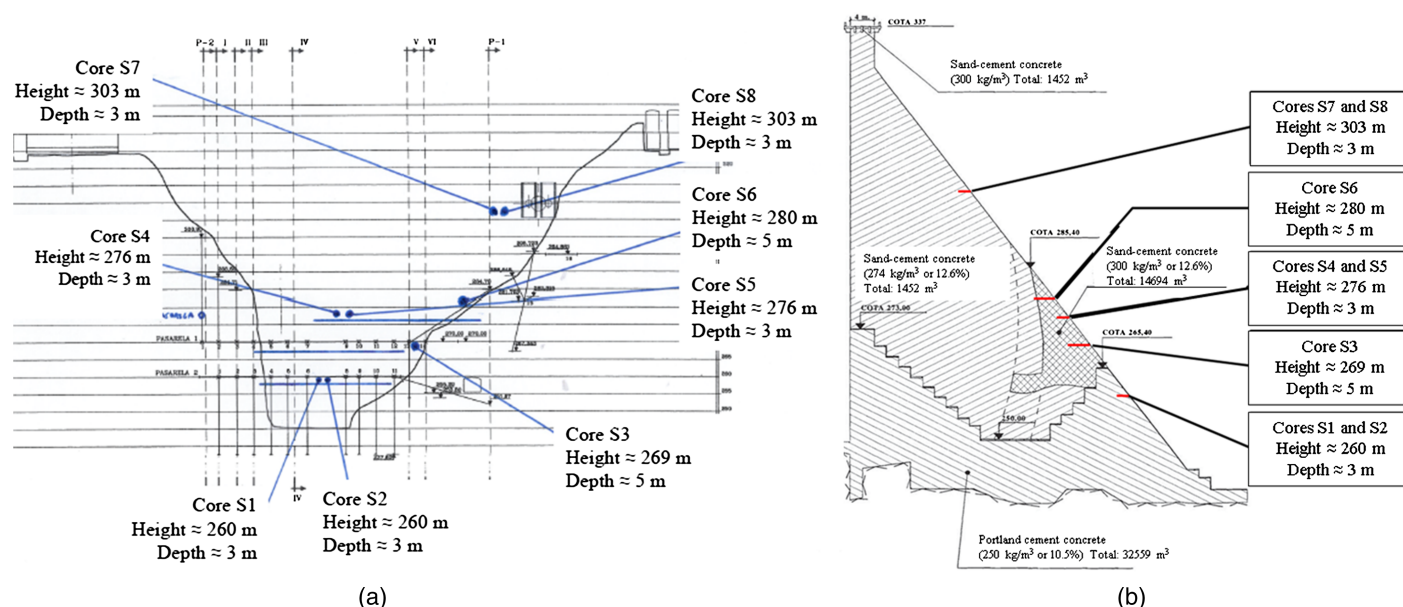 P-2 I II III IV V VI P-1
Core S7
Height ≈ 303 m
Depth ≈ 3 m
Core S8
Height ≈ 303 m
Depth ≈ 3 m
Core S6
Height ≈ 280 m
Depth ≈ 5 m
Core S4
Height ≈ 276 m
Depth ≈ 3 m
Core S5
Height ≈ 276 m
Depth ≈ 3 m
PASARELA 1
PASARELA 2
Core S3
Height ≈ 269 m
Depth ≈ 5 m
Core S1
Height ≈ 260 m
Depth ≈ 3 m
IV
Core S2
Height ≈ 260 m
Depth ≈ 3 m
(a)
4 m
COTA 337
Sand-cement concrete
(300 kg/m³) Total: 1452 m³
Cores S7 and S8
Height ≈ 303 m
Depth ≈ 3 m
Core S6
Height ≈ 280 m
Depth ≈ 5 m
COTA 285,40
Sand-cement concrete
(274 kg/m³ or 12.6%)
Total: 1452 m³
Sand-cement concrete
(300 kg/m³ or 12.6%)
Total: 14694 m³
Cores S4 and S5
Height ≈ 276 m
Depth ≈ 3 m
COTA 273,00
COTA 265,40
Core S3
Height ≈ 269 m
Depth ≈ 5 m
250,00
Cores S1 and S2
Height ≈ 260 m
Depth ≈ 3 m
Portland cement concrete
(250 kg/m³ or 10.5%) Total: 32559 m³
(b)